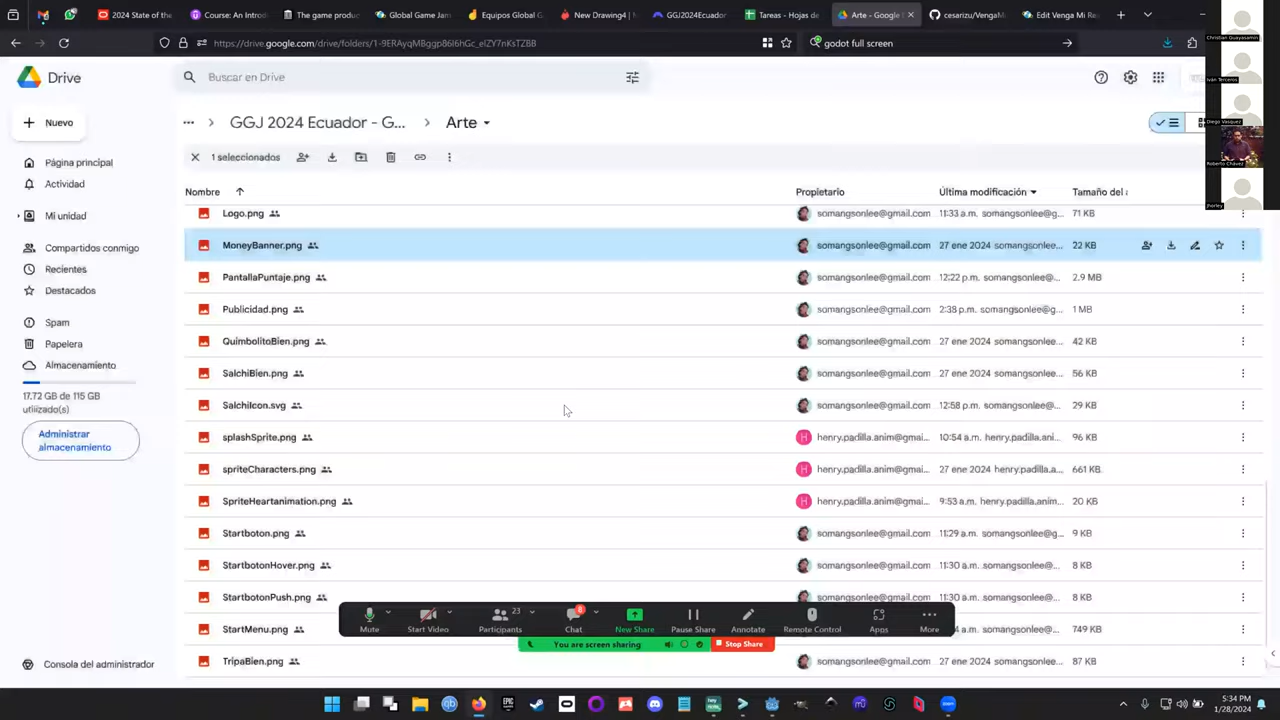 2024 State of the
Course: An Introd
The game produc
Global Game Jam
Equipos Globa G
New Drawing4 |
GGJ2024Ecuador
Tareas - Hojas de
Arte - Google
cesarizu/VengaM
Edit Venga Mi Re
godot full screen
Christian Guayasamin
Iván Terceros
Diego Vasquez
Roberto Chávez
Jhorley
Drive
Buscar en Drive
Nuevo
GGJ 2024 Ecuador - G...
Arte
1 seleccionados
Página principal
Actividad
Mi unidad
Compartidos conmigo
Recientes
Destacados
Spam
Papelera
Almacenamiento
17.72 GB de 115 GB
utilizado(s)
Administrar
almacenamiento
Consola del administrador
Nombre Propietario Última modificación Tamaño del
Logo.png somangsonlee@gmail.com 11:33 a.m. somangsonlee@g... 71 KB
MoneyBanner.png somangsonlee@gmail.com 27 ene 2024 somangsonlee... 22 KB
PantallaPuntaje.png somangsonlee@gmail.com 12:22 p.m. somangsonlee@... 2.9 MB
Publicidad.png somangsonlee@gmail.com 2:38 p.m. somangsonlee@g... 1 MB
QuimbolitoBien.png somangsonlee@gmail.com 27 ene 2024 somangsonlee... 42 KB
SalchiBien.png somangsonlee@gmail.com 27 ene 2024 somangsonlee... 56 KB
SalchiIcon.svg somangsonlee@gmail.com 12:58 p.m. somangsonlee@... 29 KB
splashSprite.png H henry.padilla.anim@gmai... 10:54 a.m. henry.padilla.ani... 96 KB
spriteCharacters.png H henry.padilla.anim@gmai... 27 ene 2024 henry.padilla.a... 661 KB
SpriteHeartanimation.png H henry.padilla.anim@gmai... 9:53 a.m. henry.padilla.anim... 20 KB
Startboton.png somangsonlee@gmail.com 11:29 a.m. somangsonlee@g... 9 KB
StartbotonHover.png somangsonlee@gmail.com 11:30 a.m. somangsonlee@g... 8 KB
StartbotonPush.png 8 KB
StartMenu.png 749 KB
TripaBien.png somangsonlee@gmail.com 27 ene 2024 somangsonlee... 87 KB
Mute
Start Video
23
Participants
8
Chat
New Share
Pause Share
Annotate
Remote Control
Apps
More
You are screen sharing
Stop Share
5:34 PM
1/28/2024